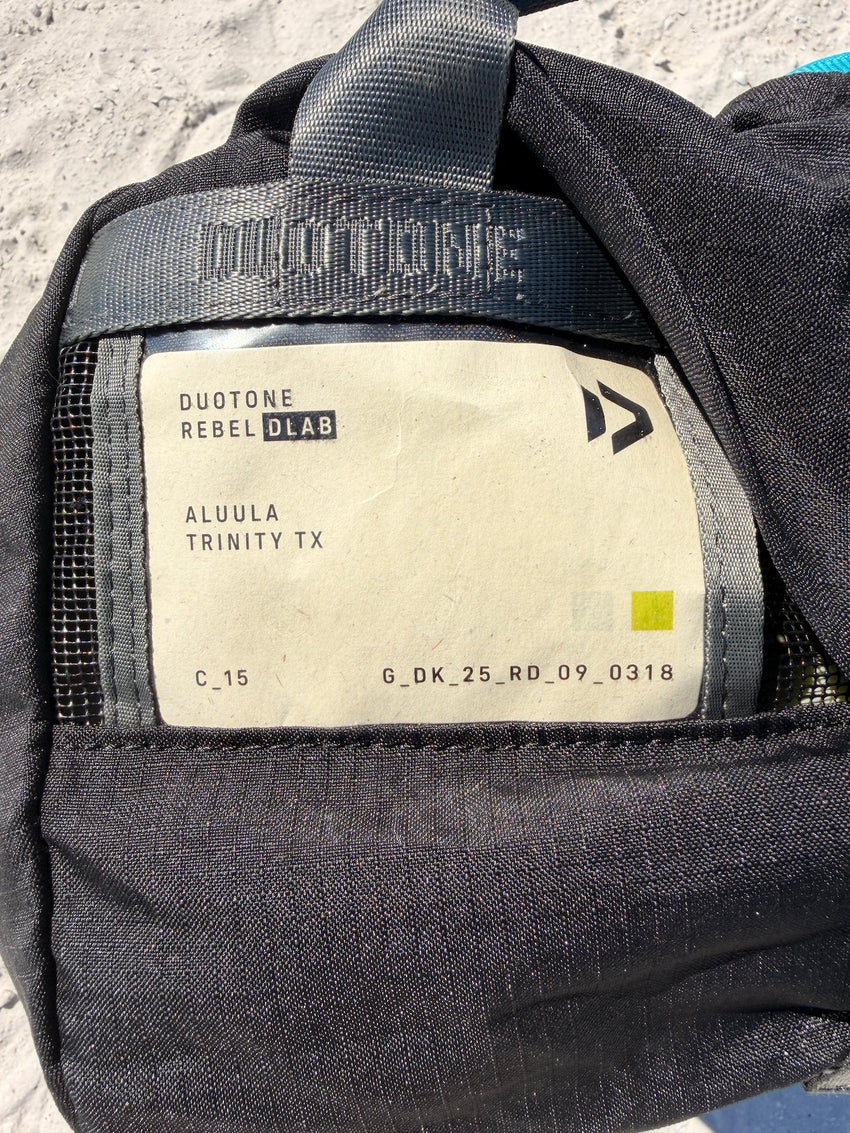 DUOTONE
DUOTONE
REBEL DLAB
ALUULA
TRINITY TX
C_15
G_DK_25_RD_09_0318